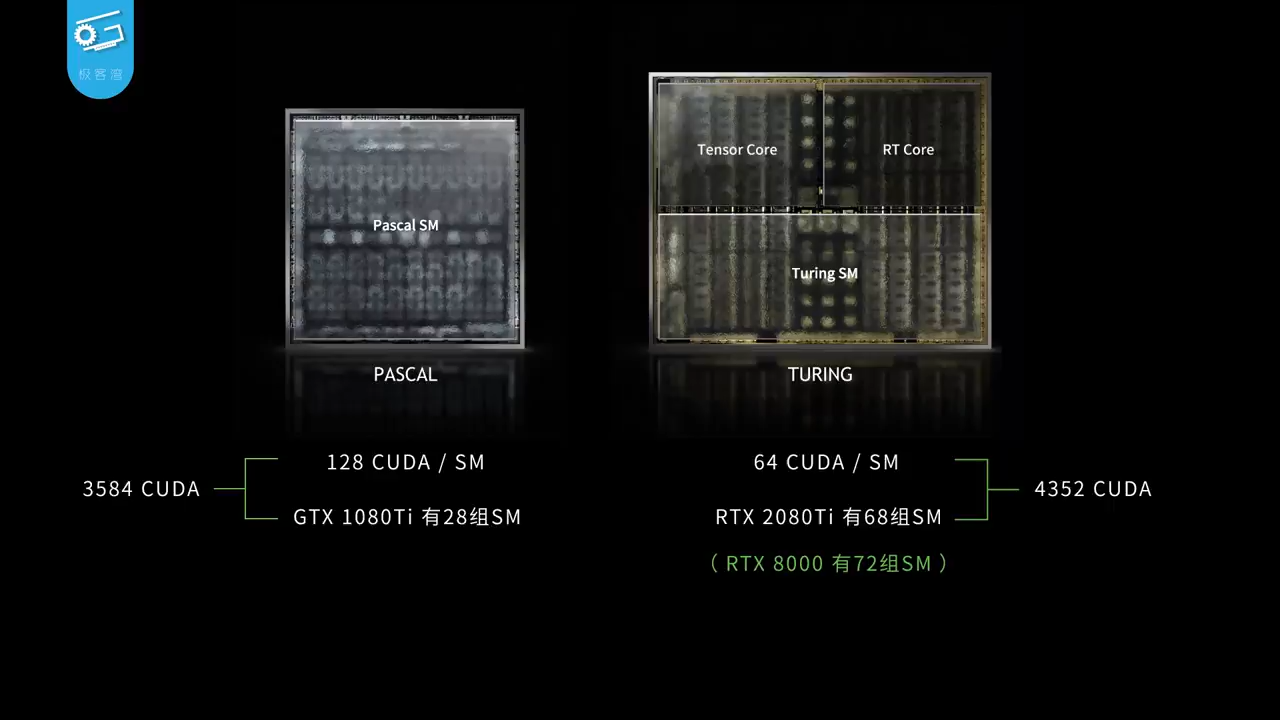 极客湾
Pascal SM
PASCAL
128 CUDA / SM
3584 CUDA
GTX 1080Ti 有28组SM
Tensor Core
RT Core
Turing SM
TURING
64 CUDA / SM
4352 CUDA
RTX 2080Ti 有68组SM
（ RTX 8000 有72组SM ）